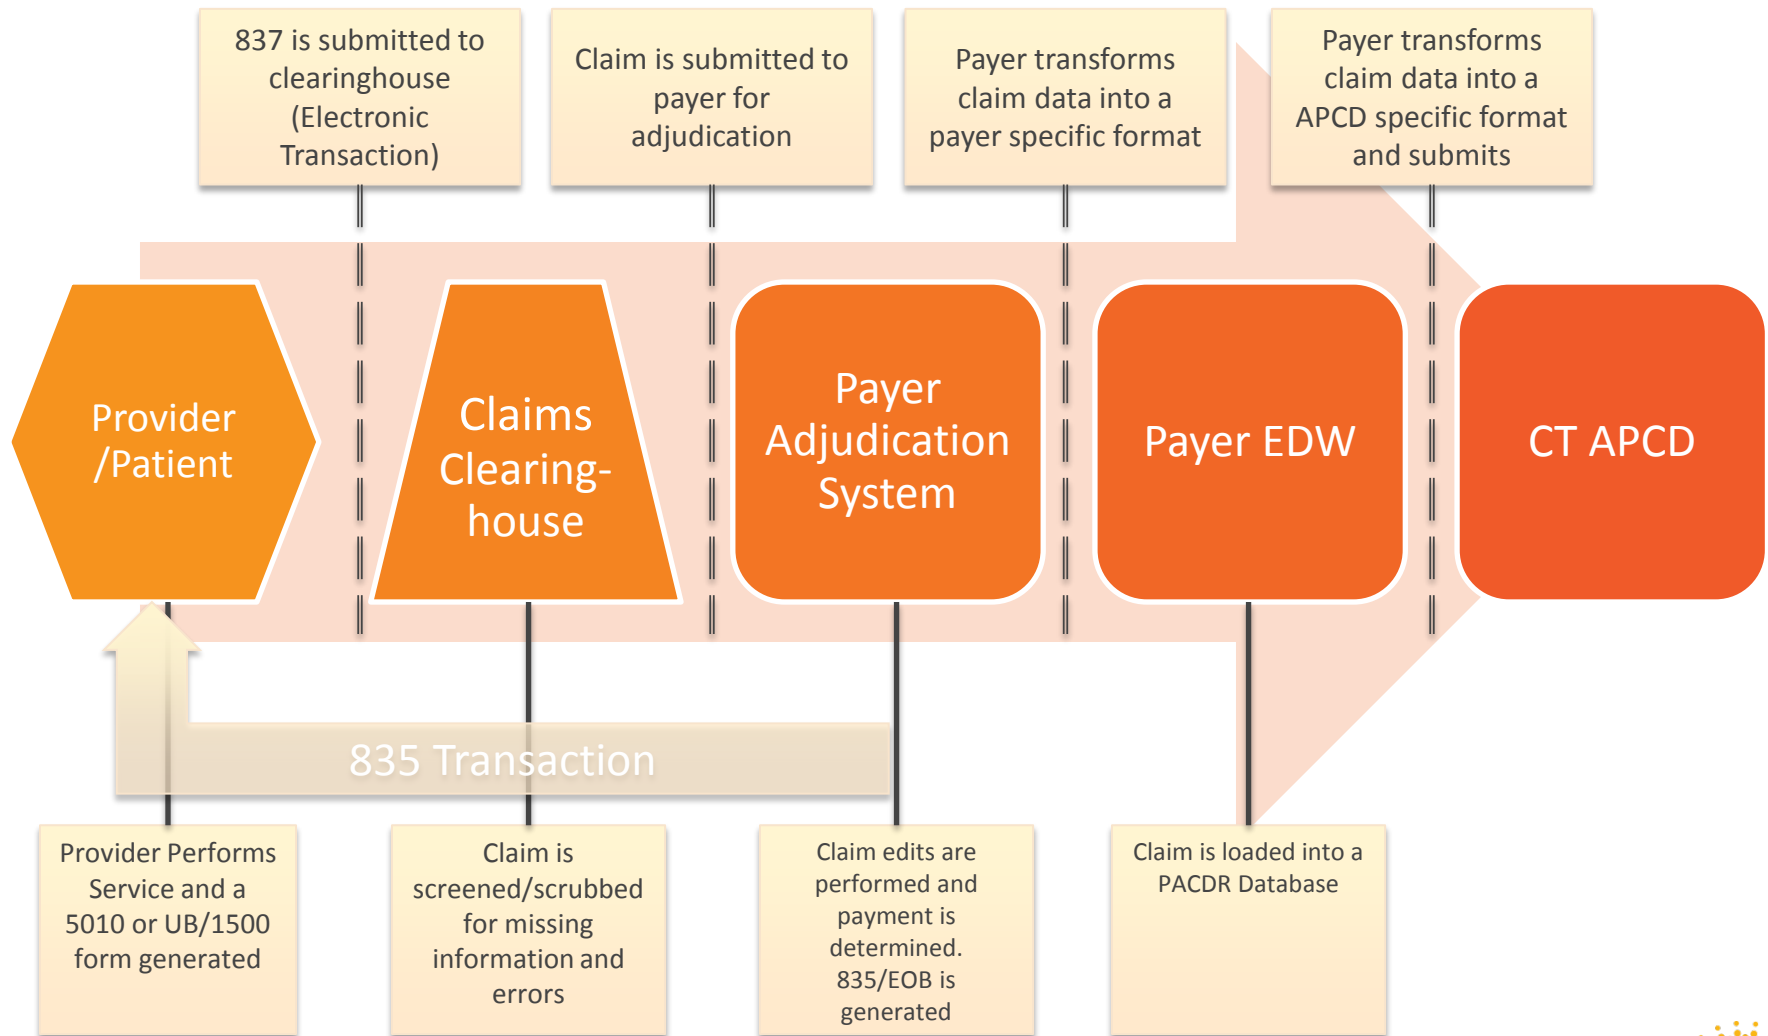 837 is submitted to
clearinghouse
(Electronic
Transaction)
Claim is submitted to
payer for
adjudication
Payer transforms
claim data into a
payer specific format
Payer transforms
claim data into a
APCD specific format
and submits
Provider
/Patient
Claims
Clearing-
house
Payer
Adjudication
System
Payer EDW
CT APCD
835 Transaction
Provider Performs
Service and a
5010 or UB/1500
form generated
Claim is
screened/scrubbed
for missing
information and
errors
Claim edits are
performed and
payment is
determined.
835/EOB is
generated
Claim is loaded into a
PACDR Database